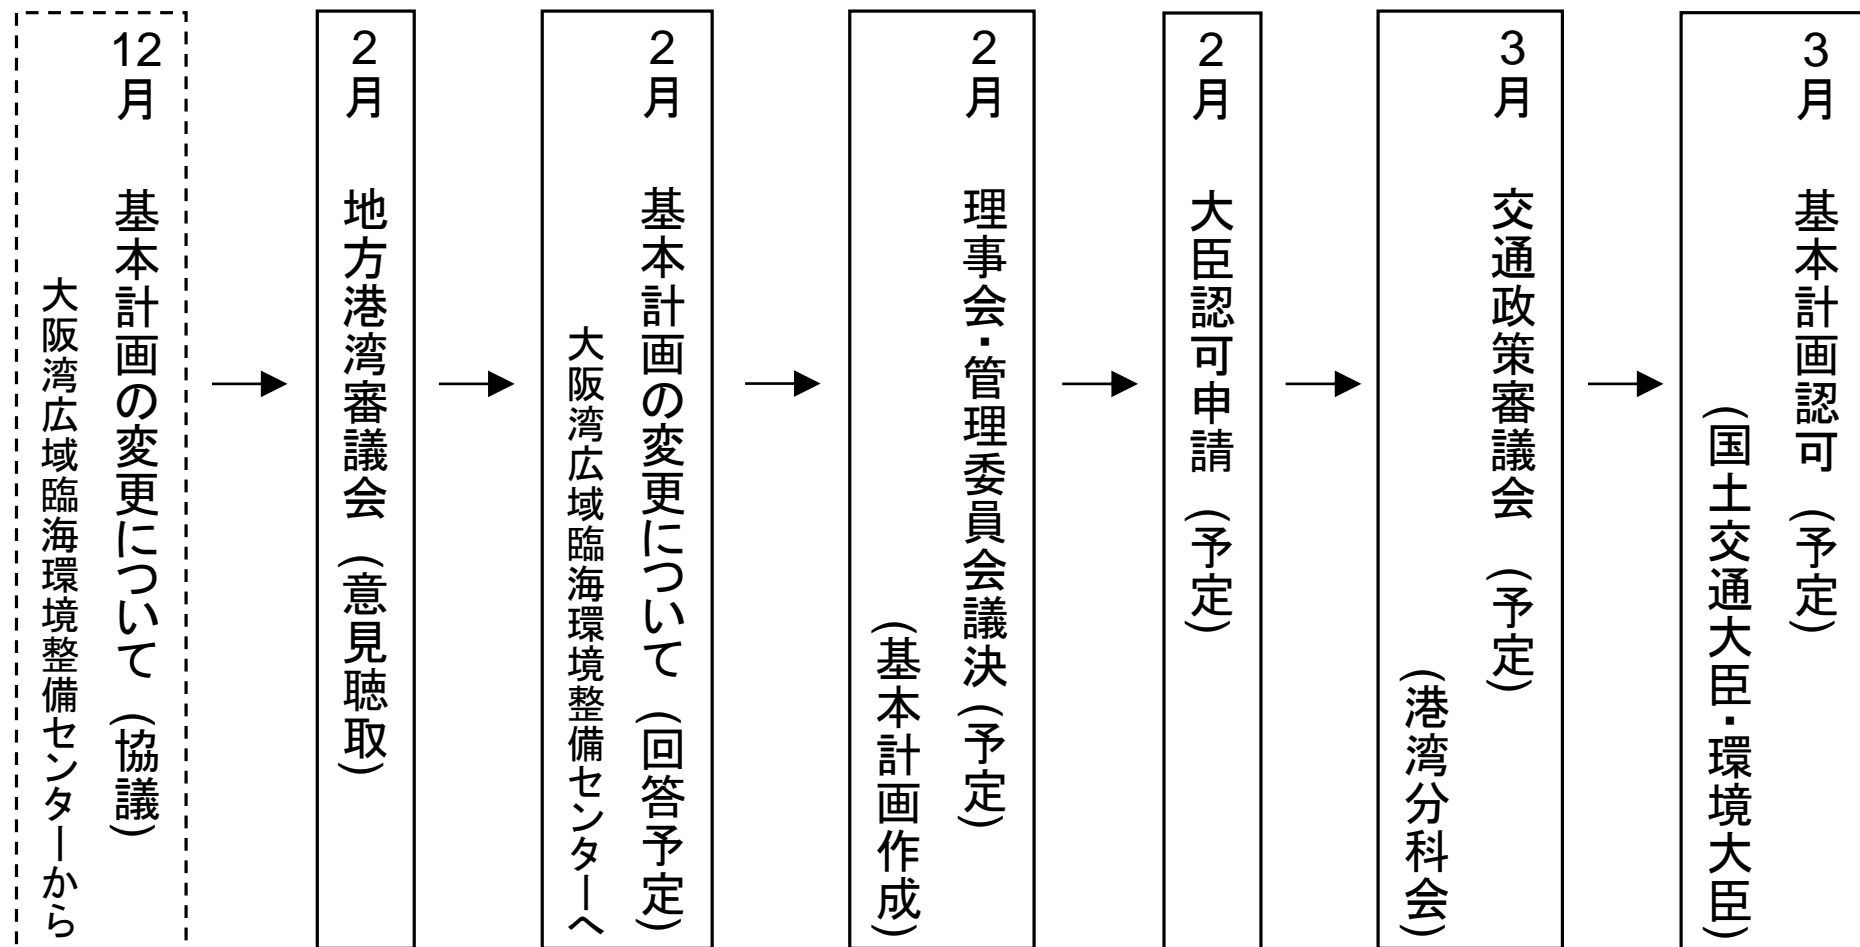 12月　基本計画の変更について（協議）
大阪湾広域臨海環境整備センターから
2月　地方港湾審議会（意見聴取）
2月　基本計画の変更について（回答予定）
大阪湾広域臨海環境整備センターへ
2月　理事会・管理委員会議決（予定）
（基本計画作成）
2月　大臣認可申請（予定）
3月　交通政策審議会（予定）
（港湾分科会）
3月　基本計画認可（予定）
（国土交通大臣・環境大臣）